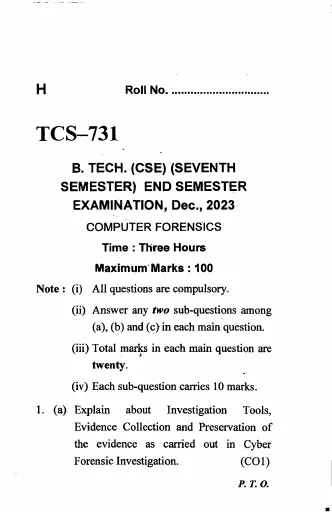 H Roll No. ...............................
TCS–731
B. TECH. (CSE) (SEVENTH
SEMESTER) END SEMESTER
EXAMINATION, Dec., 2023
COMPUTER FORENSICS
Time : Three Hours
Maximum Marks : 100
Note : (i) All questions are compulsory.
(ii) Answer any two sub-questions among
(a), (b) and (c) in each main question.
(iii) Total marks in each main question are
twenty.
(iv) Each sub-question carries 10 marks.
1. (a) Explain about Investigation Tools,
Evidence Collection and Preservation of
the evidence as carried out in Cyber
Forensic Investigation. (CO1)
P. T. O.